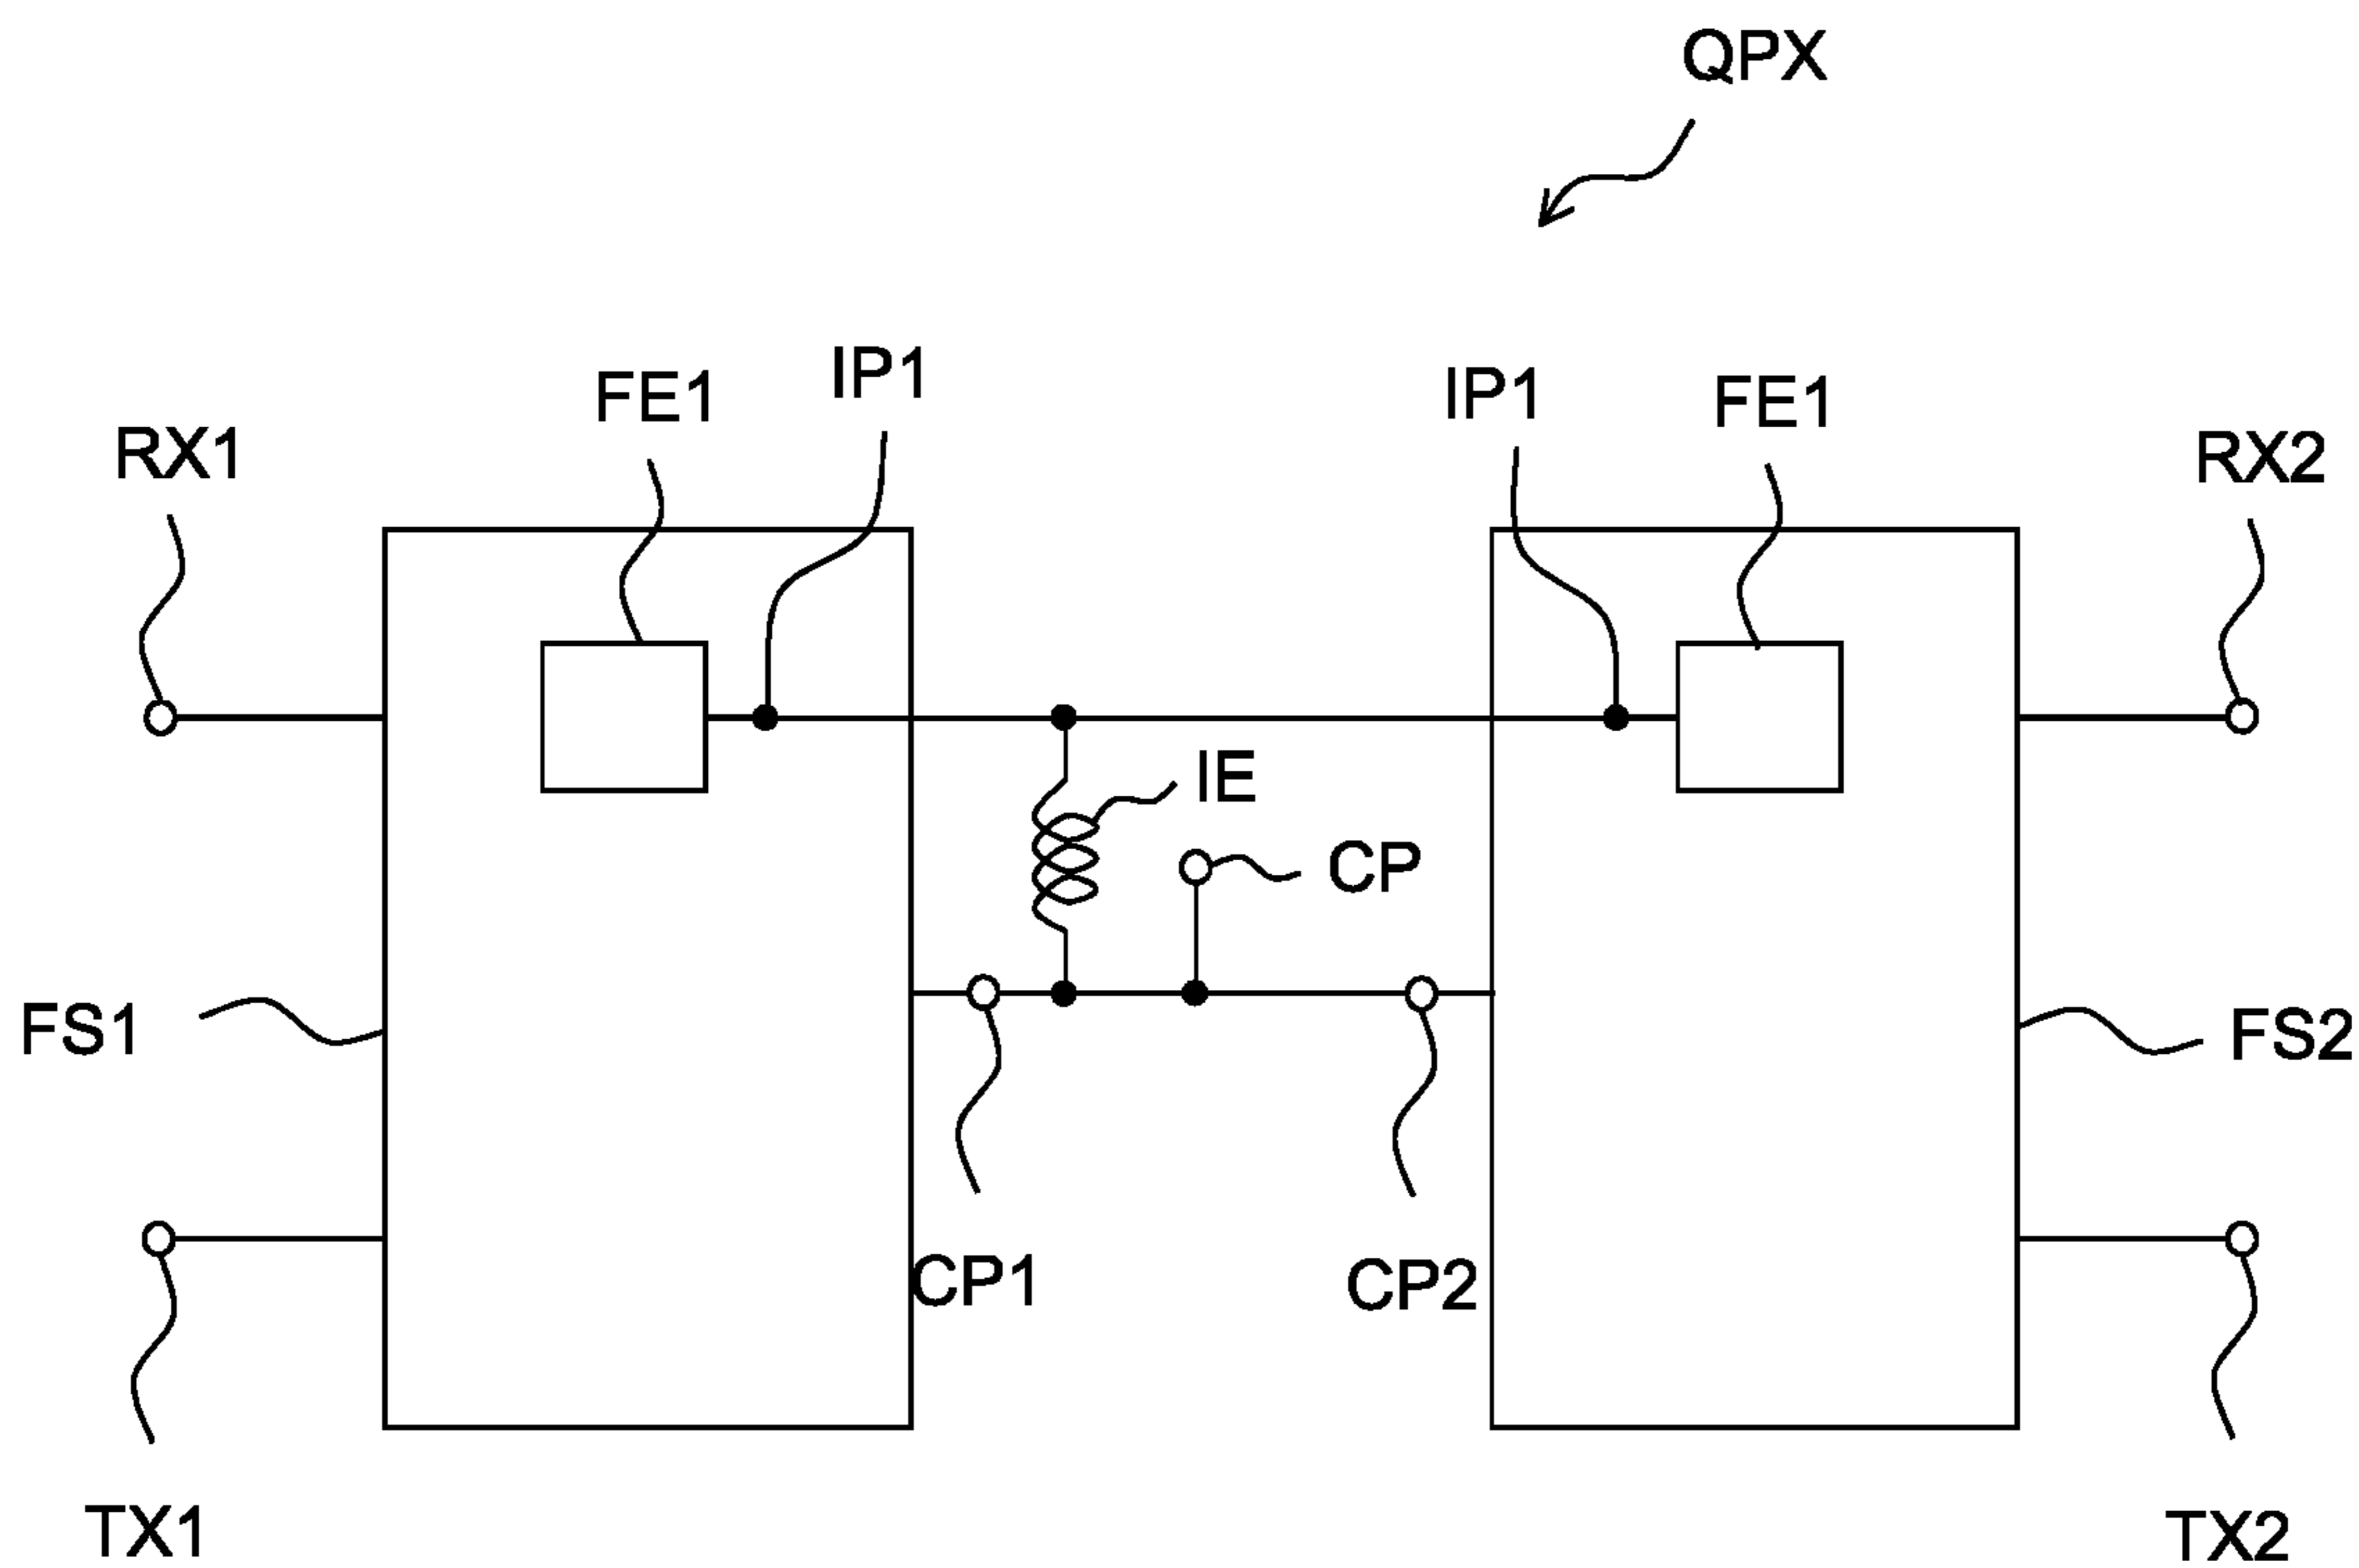 QPX
FE1
IP1
IP1
FE1
RX1
RX2
IE
CP
FS1
FS2
CP1
CP2
TX1
TX2